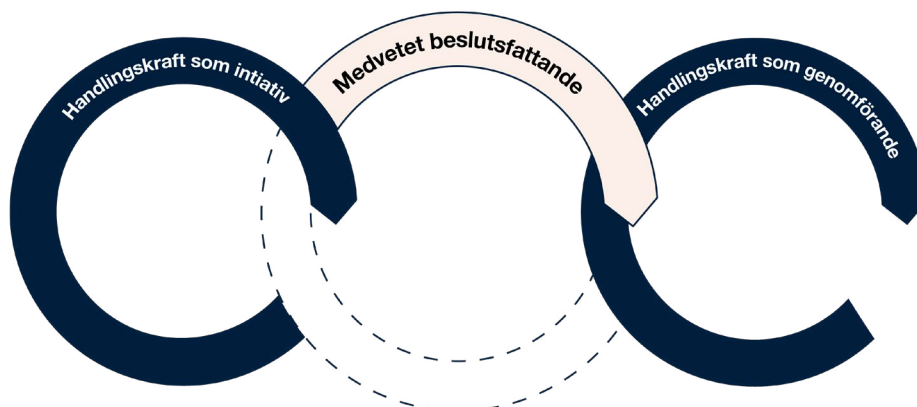 Handlingskraft som intiativ
Medvetet beslutsfattande
Handlingskraft som genomförande